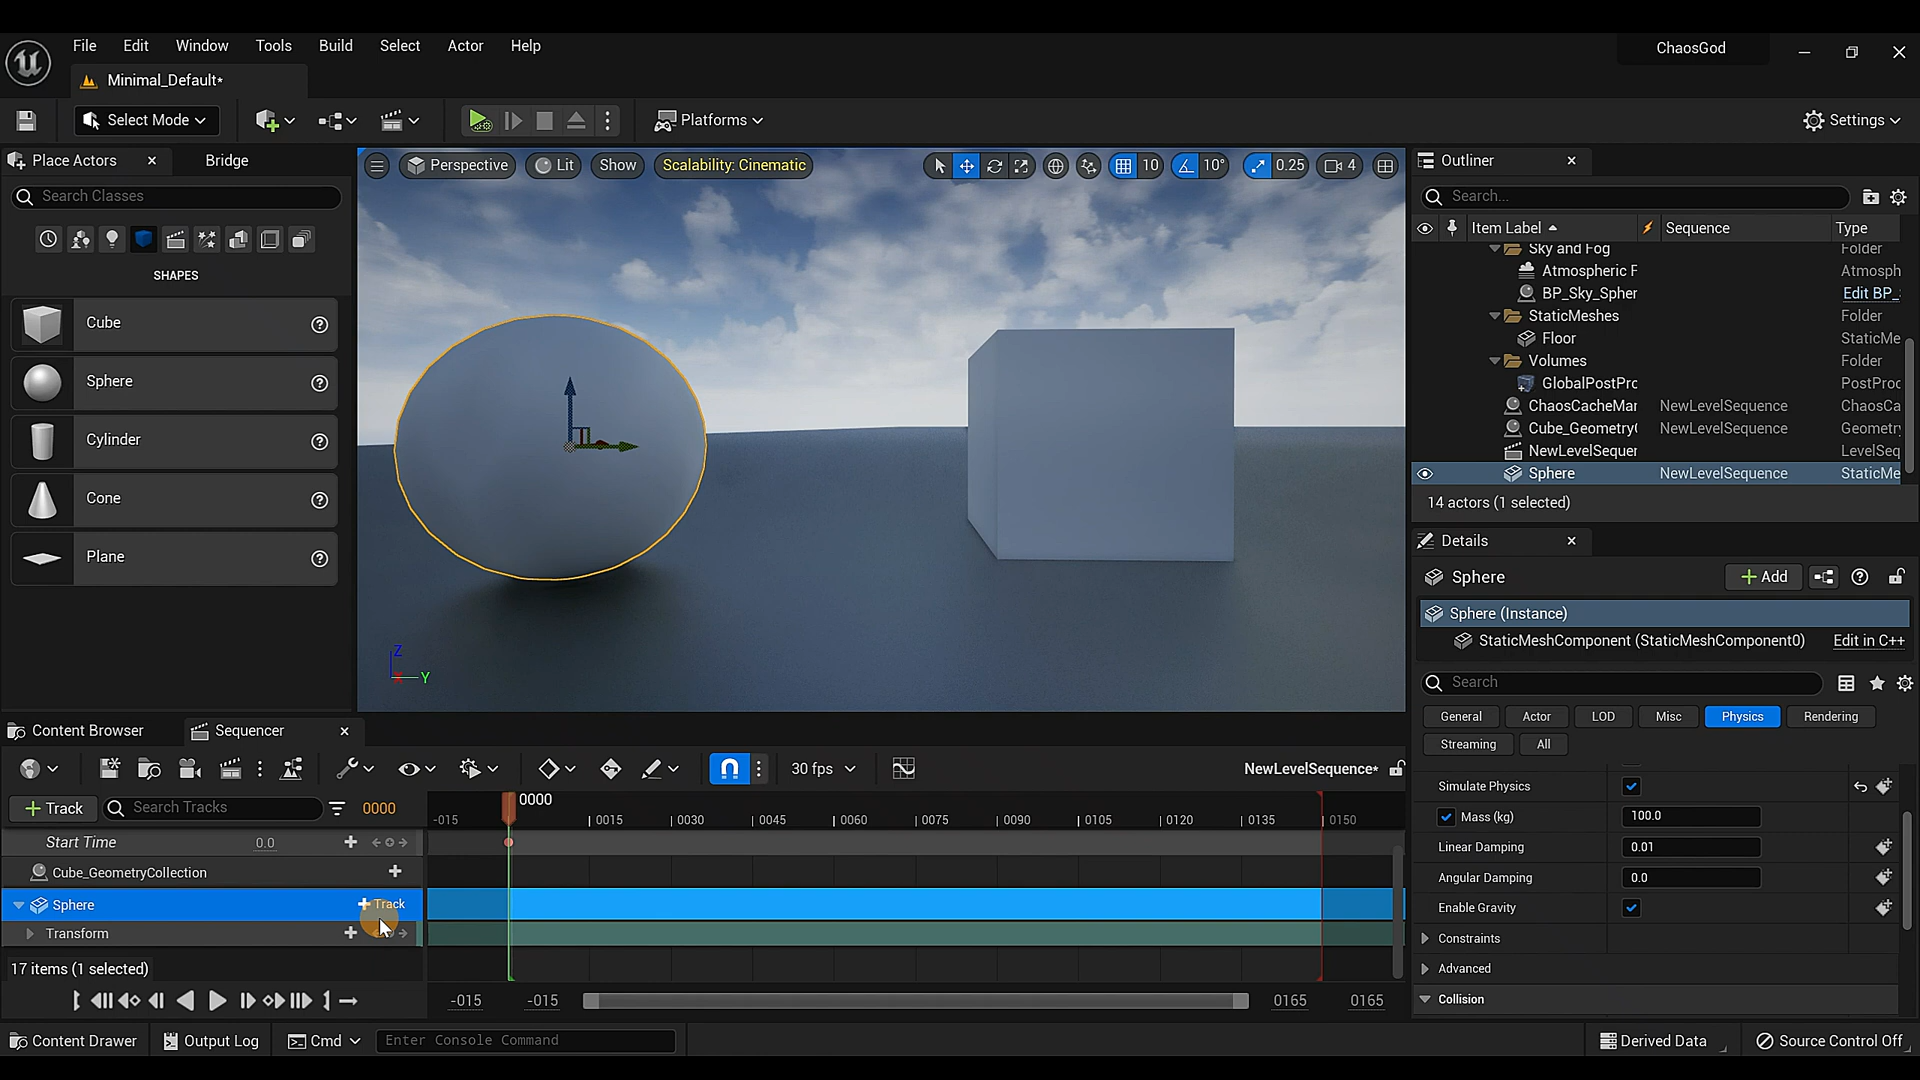 File Edit Window Tools Build Select Actor Help
ChaosGod
Minimal_Default*
Select Mode
Platforms
Settings
Place Actors
Bridge
Search Classes
SHAPES
Cube
Sphere
Cylinder
Cone
Plane
Perspective Lit Show Scalability: Cinematic 10 10° 0.25 4
Z
X
Y
Outliner
Search...
Item Label Sequence Type
Sky and Fog Folder
Atmospheric F Atmosph
BP_Sky_Spher Edit BP_
StaticMeshes Folder
Floor StaticMe
Volumes Folder
GlobalPostPrc PostProc
ChaosCacheMar NewLevelSequence ChaosCa
Cube_Geometry( NewLevelSequence Geometry
NewLevelSequer LevelSeq
Sphere NewLevelSequence StaticMe
14 actors (1 selected)
Details
Sphere
+ Add
Sphere (Instance)
StaticMeshComponent (StaticMeshComponent0) Edit in C++
Search
General Actor LOD Misc Physics Rendering
Streaming All
Simulate Physics
Mass (kg) 100.0
Linear Damping 0.01
Angular Damping 0.0
Enable Gravity
Constraints
Advanced
Collision
Content Browser
Sequencer
30 fps
NewLevelSequence*
+ Track
Search Tracks
0000
0000
-015 0015 0030 0045 0060 0075 0090 0105 0120 0135 0150
Start Time 0.0
Cube_GeometryCollection
Sphere + Track
Transform
17 items (1 selected)
-015 -015 0165 0165
Content Drawer
Output Log
Cmd
Enter Console Command
Derived Data
Source Control Off